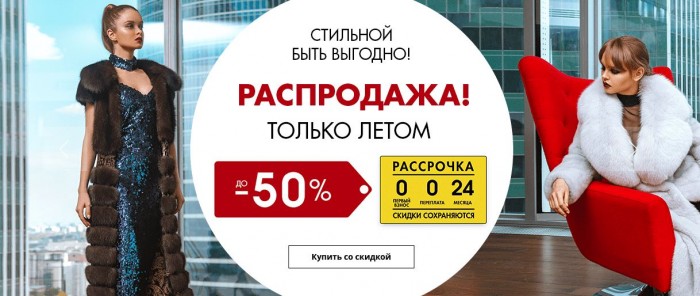 СТИЛЬНОЙ
БЫТЬ ВЫГОДНО!
РАСПРОДАЖА!
ТОЛЬКО ЛЕТОМ
ДО -50%
РАССРОЧКА
0 0 24
ПЕРВЫЙ ВЗНОС ПЕРЕПЛАТА МЕСЯЦА
СКИДКИ СОХРАНЯЮТСЯ
Купить со скидкой